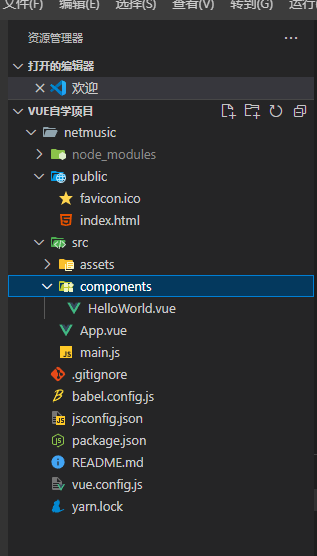 文件(F) 编辑(E) 选择(S) 查看(V) 转到(G) 运行(
资源管理器
打开的编辑器
欢迎
VUE自学项目
netmusic
node_modules
public
favicon.ico
index.html
src
assets
components
HelloWorld.vue
App.vue
main.js
.gitignore
babel.config.js
jsconfig.json
package.json
README.md
vue.config.js
yarn.lock